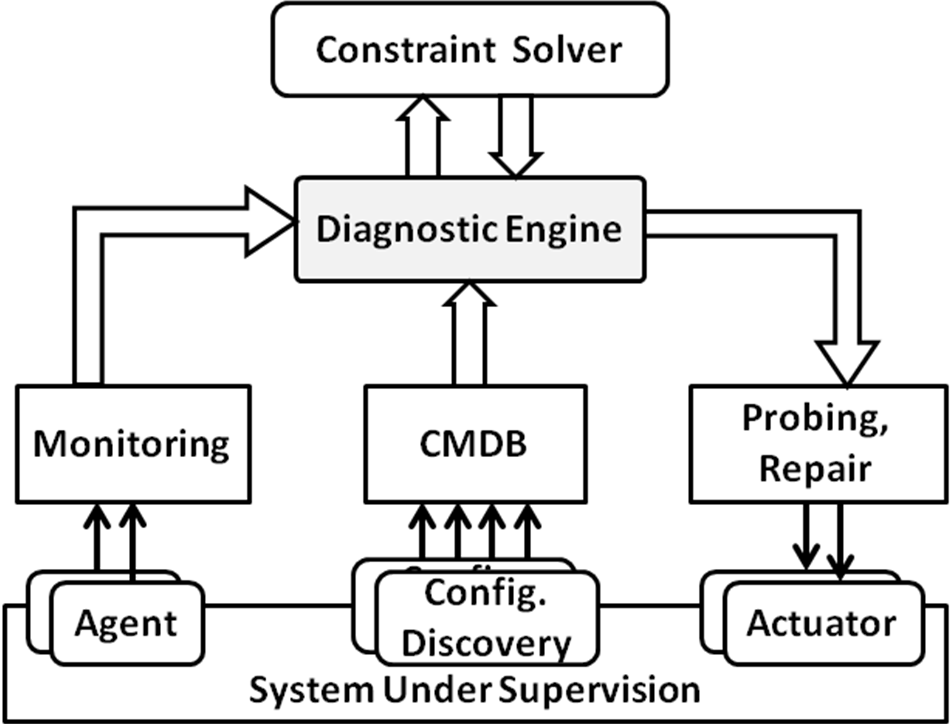 Constraint Solver
Diagnostic Engine
Monitoring
CMDB
Probing,
Repair
Agent
Config.
Discovery
Actuator
System Under Supervision